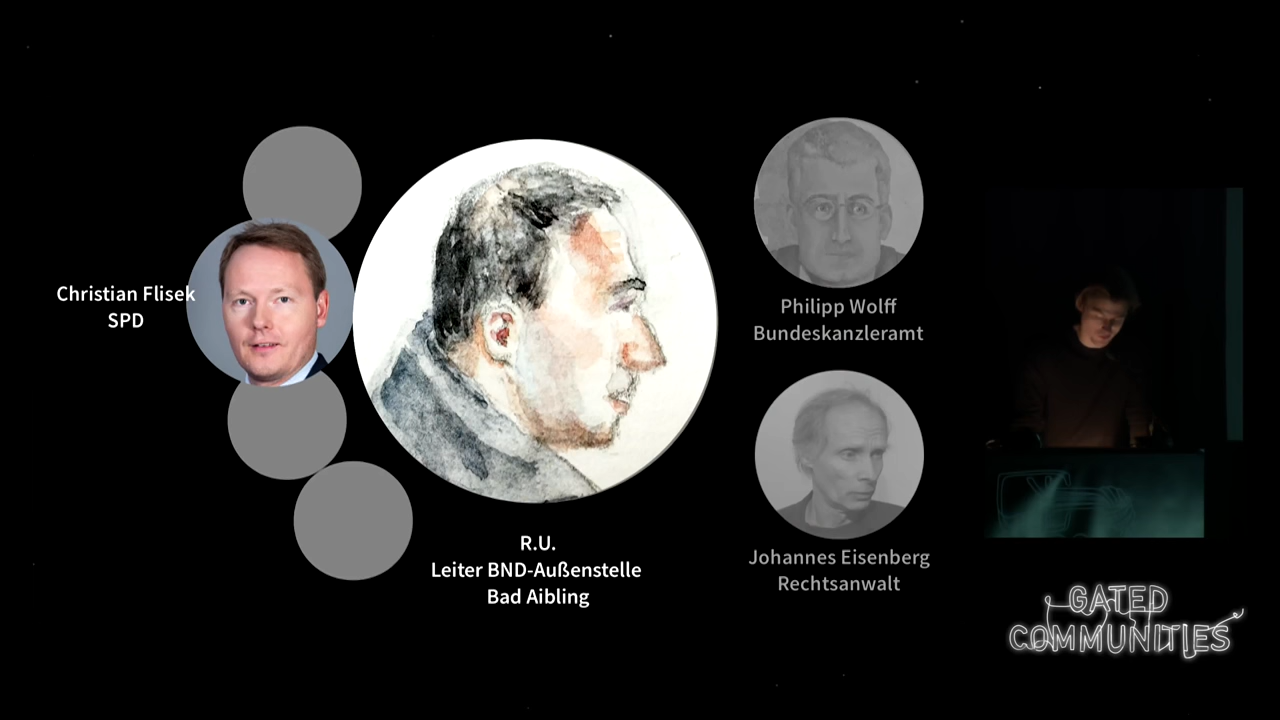 Christian Flisek
SPD
R.U.
Leiter BND-Außenstelle
Bad Aibling
Philipp Wolff
Bundeskanzleramt
Johannes Eisenberg
Rechtsanwalt
GATED
COMMUNITIES